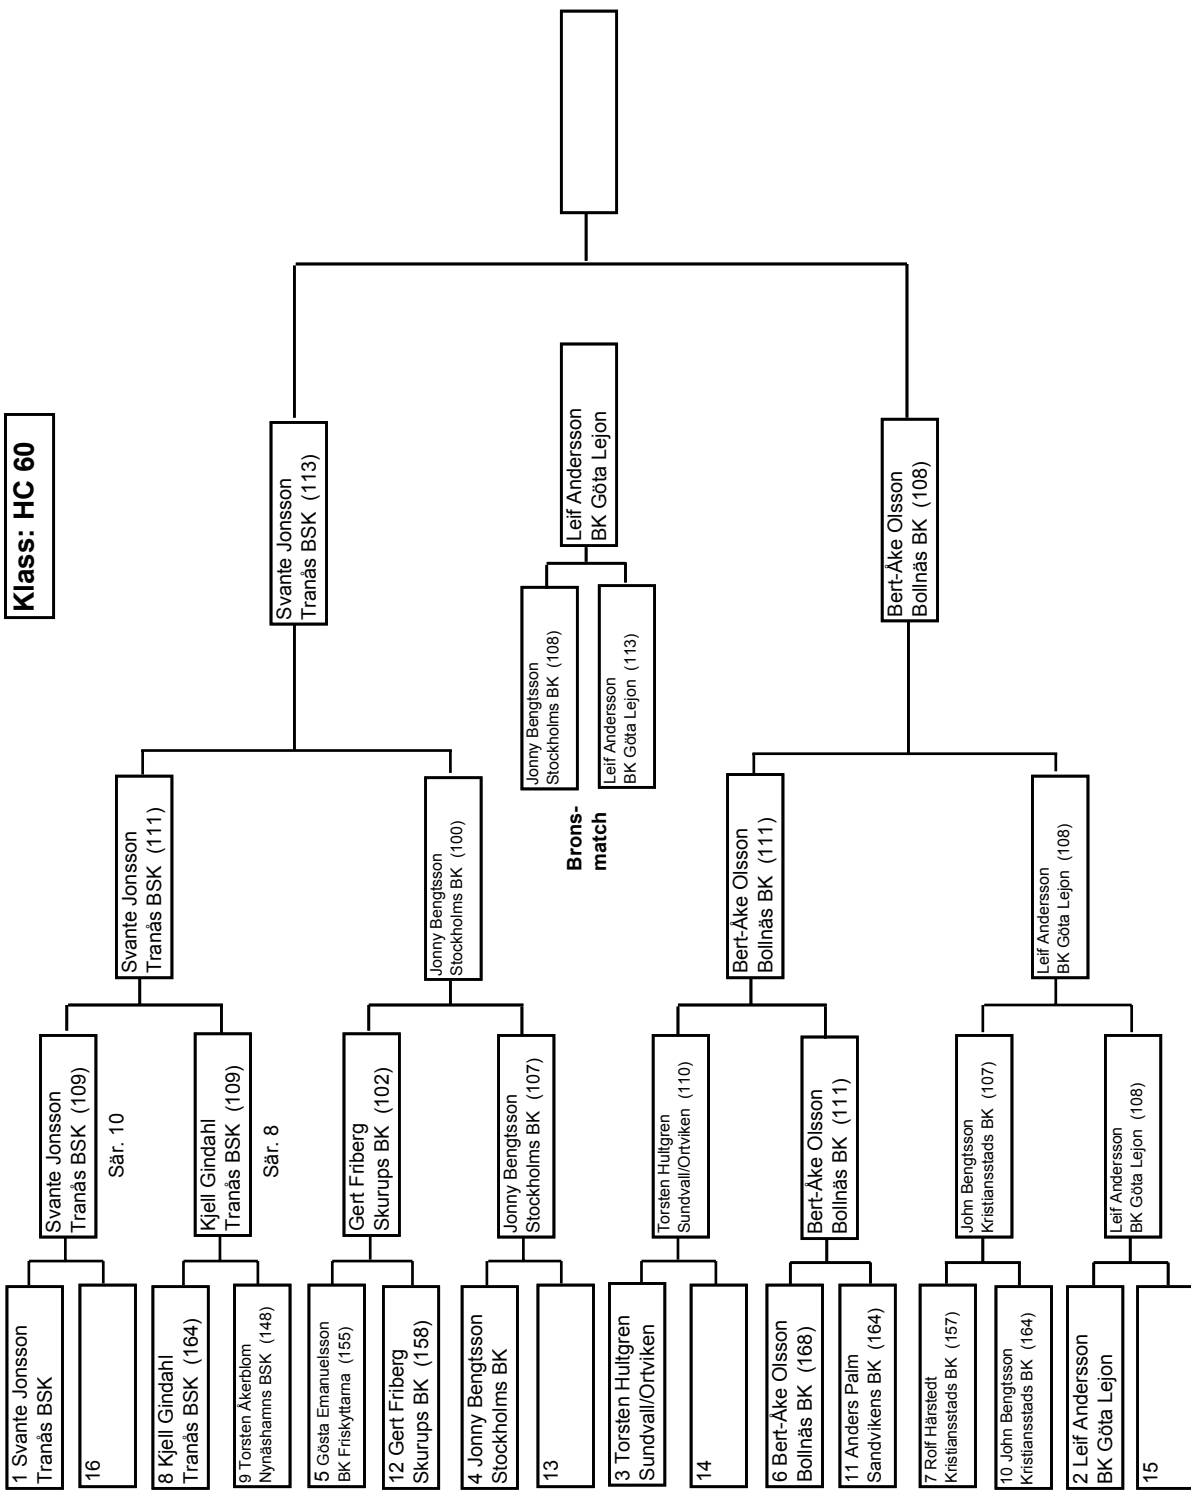 Klass: HC 60
1 Svante Jonsson
Tranås BSK
16
8 Kjell Gindahl
Tranås BSK (164)
9 Torsten Åkerblom
Nynäshamns BSK (148)
5 Gösta Emanuelsson
BK Friskyttarna (155)
12 Gert Friberg
Skurups BK (158)
4 Jonny Bengtsson
Stockholms BK
13
3 Torsten Hultgren
Sundvall/Ortviken
14
6 Bert-Åke Olsson
Bollnäs BK (168)
11 Anders Palm
Sandvikens BK (164)
7 Rolf Härstedt
Kristiansstads BK (157)
10 John Bengtsson
Kristiansstads BK (164)
2 Leif Andersson
BK Göta Lejon
15
Svante Jonsson
Tranås BSK (109)
Sär. 10
Kjell Gindahl
Tranås BSK (109)
Sär. 8
Gert Friberg
Skurups BK (102)
Jonny Bengtsson
Stockholms BK (107)
Torsten Hultgren
Sundvall/Ortviken (110)
Bert-Åke Olsson
Bollnäs BK (111)
John Bengtsson
Kristiansstads BK (107)
Leif Andersson
BK Göta Lejon (108)
Svante Jonsson
Tranås BSK (111)
Jonny Bengtsson
Stockholms BK (100)
Bert-Åke Olsson
Bollnäs BK (111)
Leif Andersson
BK Göta Lejon (108)
Brons-
match
Jonny Bengtsson
Stockholms BK (108)
Leif Andersson
BK Göta Lejon (113)
Svante Jonsson
Tranås BSK (113)
Leif Andersson
BK Göta Lejon
Bert-Åke Olsson
Bollnäs BK (108)